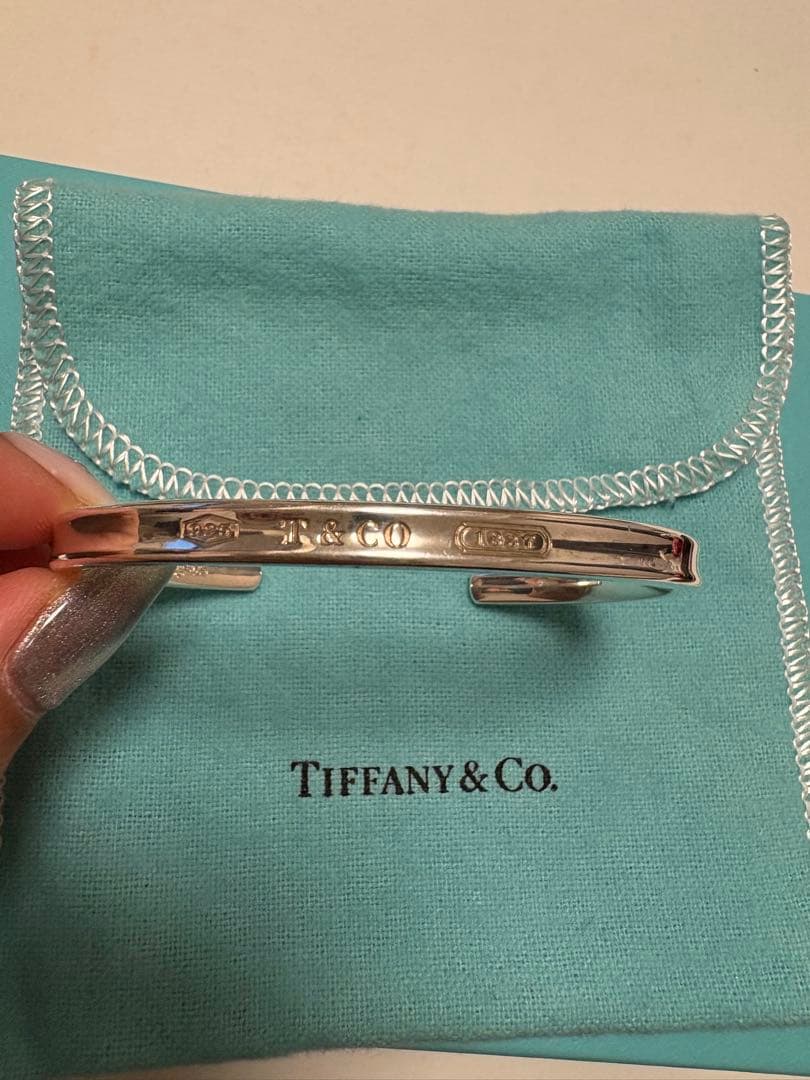 925 T & CO 1837
TIFFANY & CO.